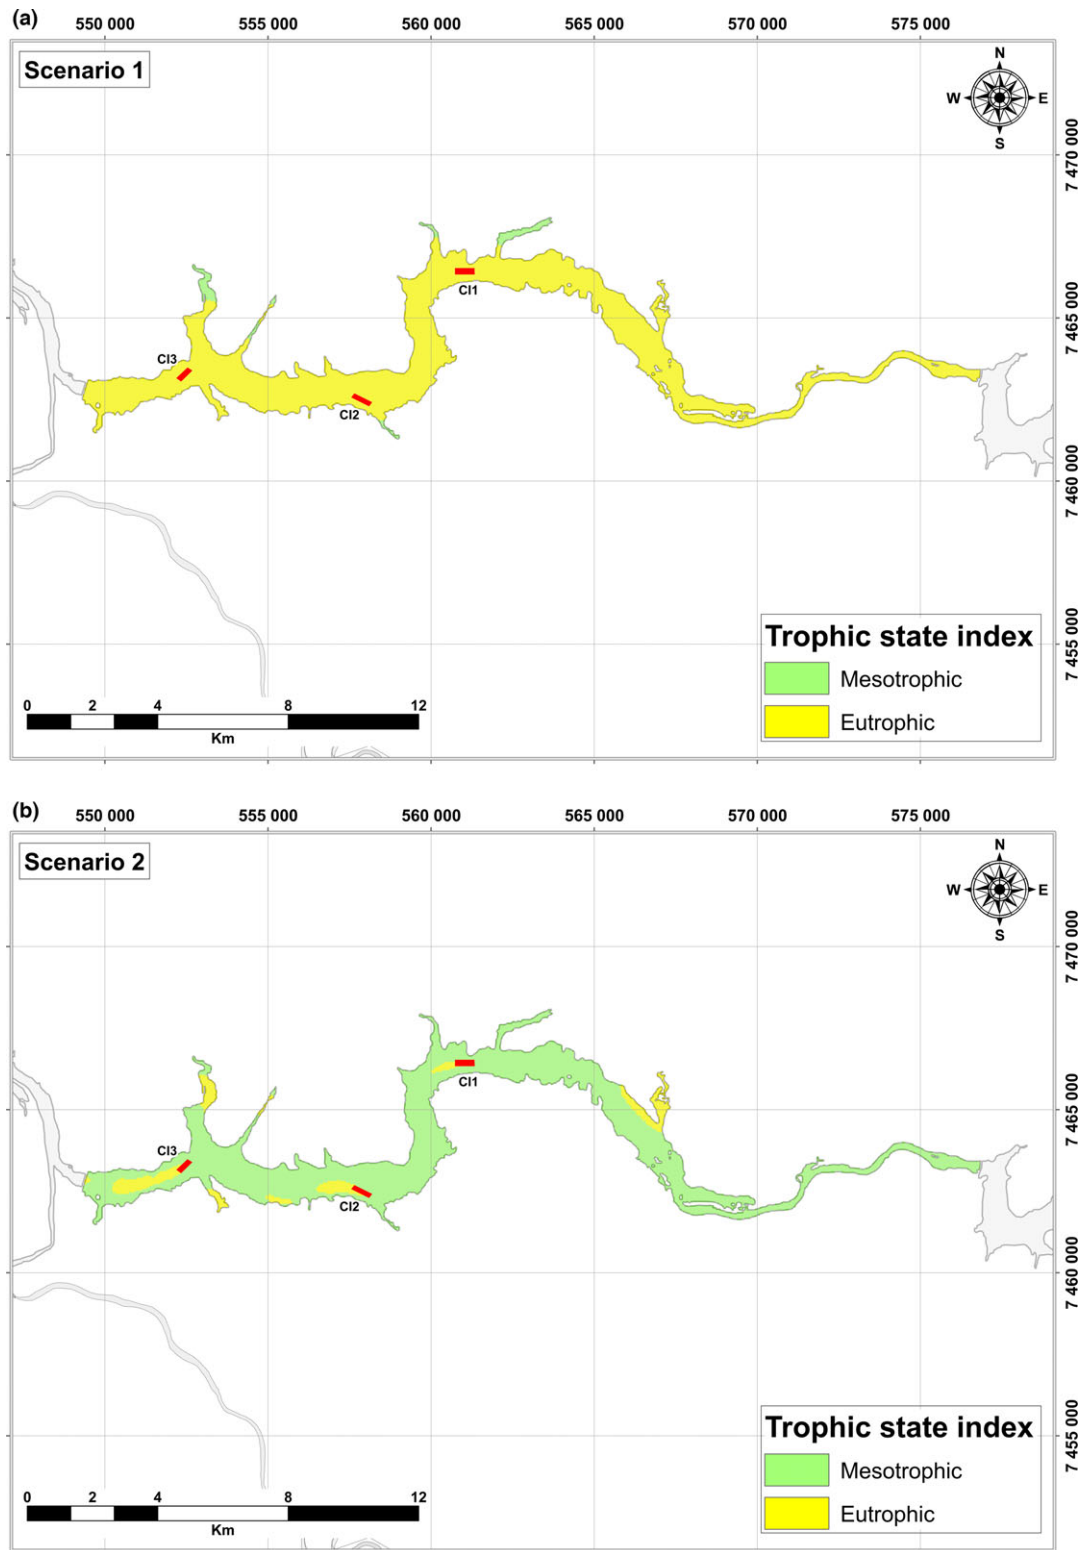 (a)
550 000 555 000 560 000 565 000 570 000 575 000
Scenario 1
N
W E
S
7 470 000
7 465 000
7 460 000
7 455 000
CI1
CI3
CI2
Trophic state index
Mesotrophic
Eutrophic
0 2 4 8 12
Km
(b)
550 000 555 000 560 000 565 000 570 000 575 000
Scenario 2
N
W E
S
7 470 000
7 465 000
7 460 000
7 455 000
CI1
CI3
CI2
Trophic state index
Mesotrophic
Eutrophic
0 2 4 8 12
Km